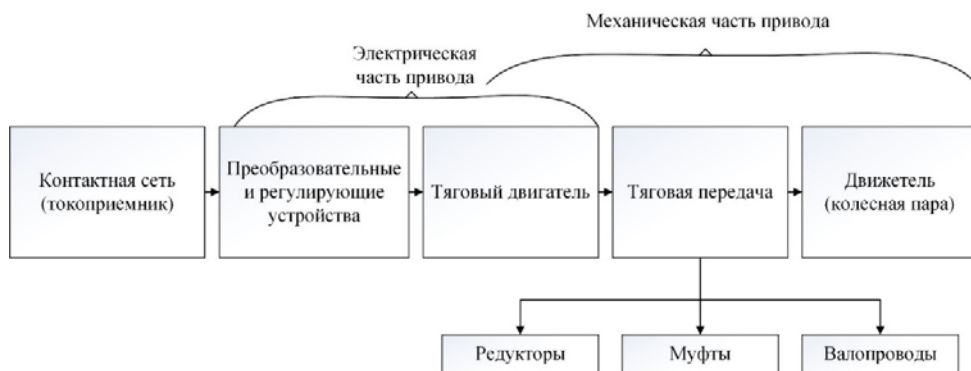 Механическая часть привода
Электрическая
часть привода
Контактная сеть
(токоприемник)
Преобразовательные
и регулирующие
устройства
Тяговый двигатель
Тяговая передача
Движетель
(колесная пара)
Редукторы
Муфты
Валопроводы